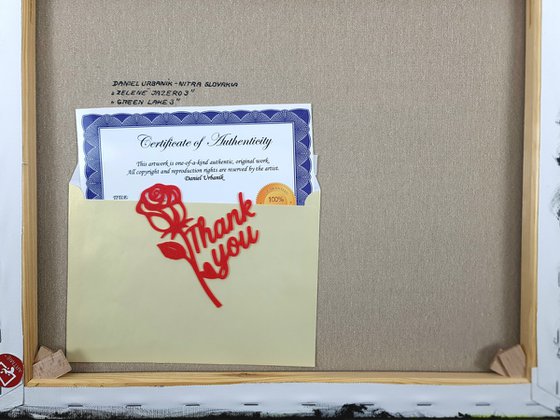 DANIEL URBANÍK - NITRA SLOVAKIA
"ZELENÉ JAZERO 3"
"GREEN LAKE 3"
Certificate of Authenticity
This artwork is one-of-a-kind authentic, original work.
All copyright and reproduction rights are reserved by the artist.
Daniel Urbanik
100%
Thank
you